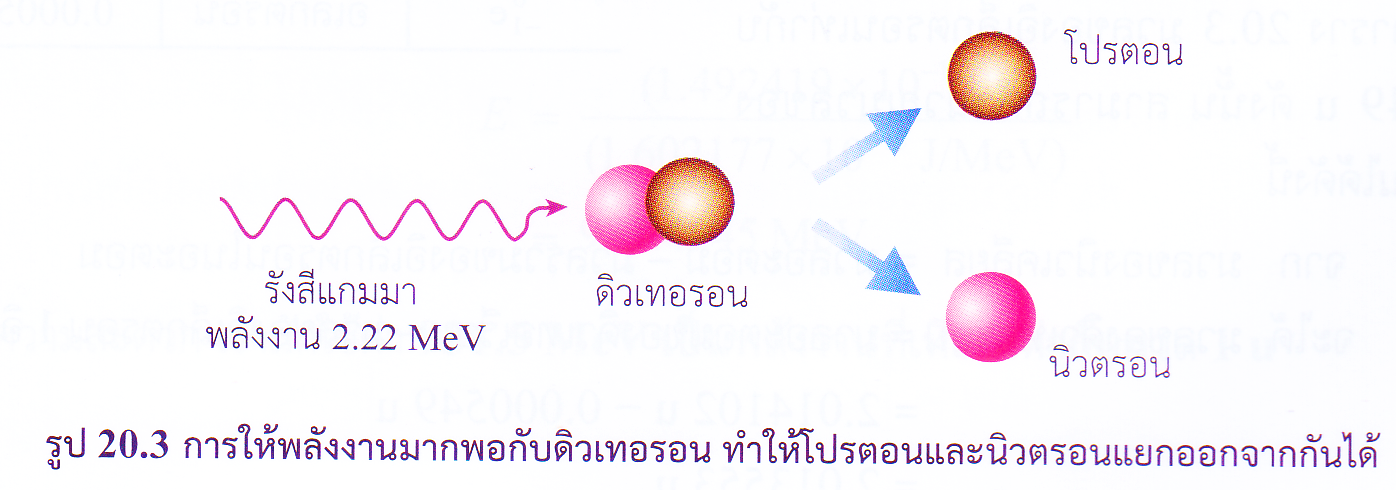 โปรตอน
รังสีแกมมา
พลังงาน 2.22 MeV
ดิวเทอรอน
นิวตรอน
รูป 20.3 การให้พลังงานมากพอกับดิวเทอรอน ทำให้โปรตอนและนิวตรอนแยกออกจากกันได้